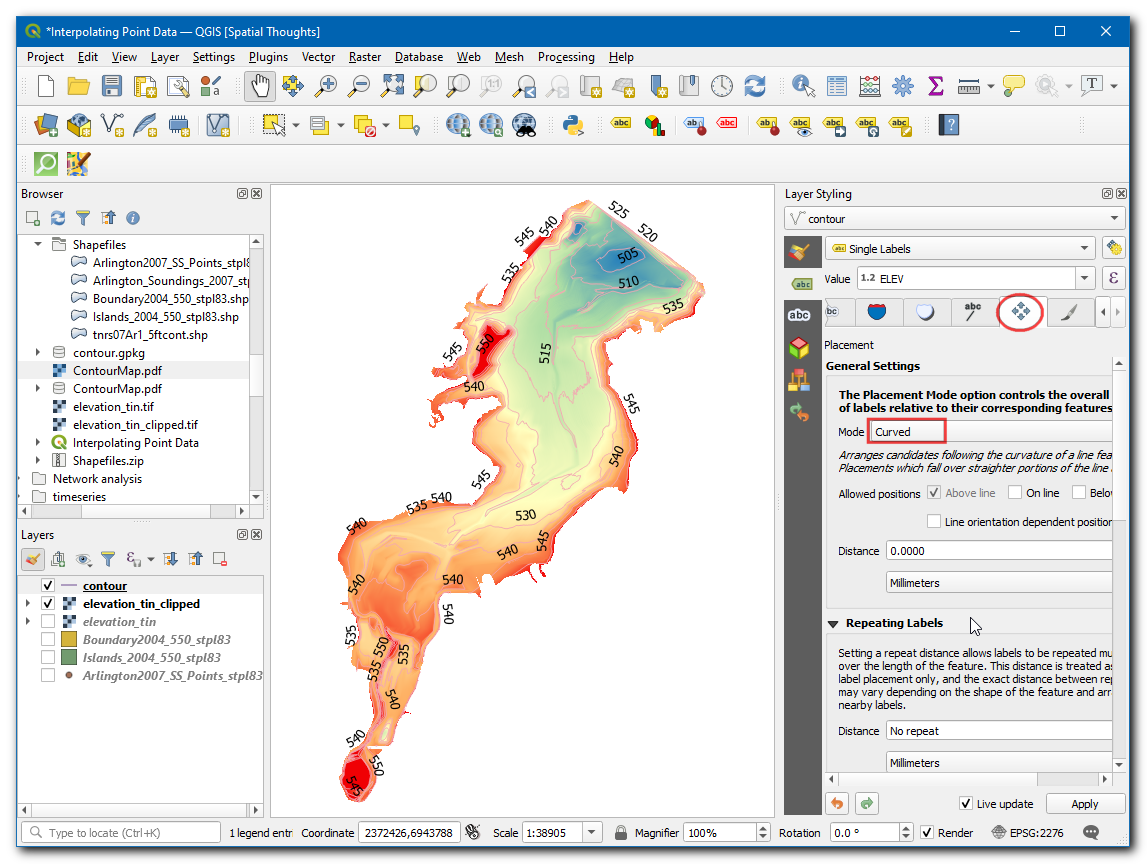 *Interpolating Point Data — QGIS [Spatial Thoughts]
Project Edit View Layer Settings Plugins Vector Raster Database Web Mesh Processing Help
Browser
Shapefiles
Arlington2007_SS_Points_stpl8
Arlington_Soundings_2007_st
Boundary2004_550_stpl83.shp
Islands_2004_550_stpl83.shp
tnrs07Ar1_5ftcont.shp
contour.gpkg
ContourMap.pdf
ContourMap.pdf
elevation_tin.tif
elevation_tin_clipped.tif
Interpolating Point Data
Shapefiles.zip
Network analysis
timeseries
Layers
contour
elevation_tin_clipped
elevation_tin
Boundary2004_550_stpl83
Islands_2004_550_stpl83
Arlington2007_SS_Points_stpl83
525
540
545
520
505
535
510
535
550
515
545
540
545
540
545
535 540
540
530
545
540
540
540
540
535
550
535
535
540
540
550
545
Layer Styling
contour
abc Single Labels
Value 1.2 ELEV ε
abc
Placement
General Settings
The Placement Mode option controls the overall
of labels relative to their corresponding features
Mode Curved
Arranges candidates following the curvature of a line fea
Placements which fall over straighter portions of the line
Allowed positions Above line On line Belov
Line orientation dependent position
Distance 0.0000
Millimeters
Repeating Labels
Setting a repeat distance allows labels to be repeated mu
over the length of the feature. This distance is treated as
label placement only, and the exact distance between rep
may vary depending on the shape of the feature and arr
nearby labels.
Distance No repeat
Millimeters
Live update Apply
Type to locate (Ctrl+K) 1 legend entr Coordinate 2372426,6943788 Scale 1:38905 Magnifier 100% Rotation 0.0 ° Render EPSG:2276